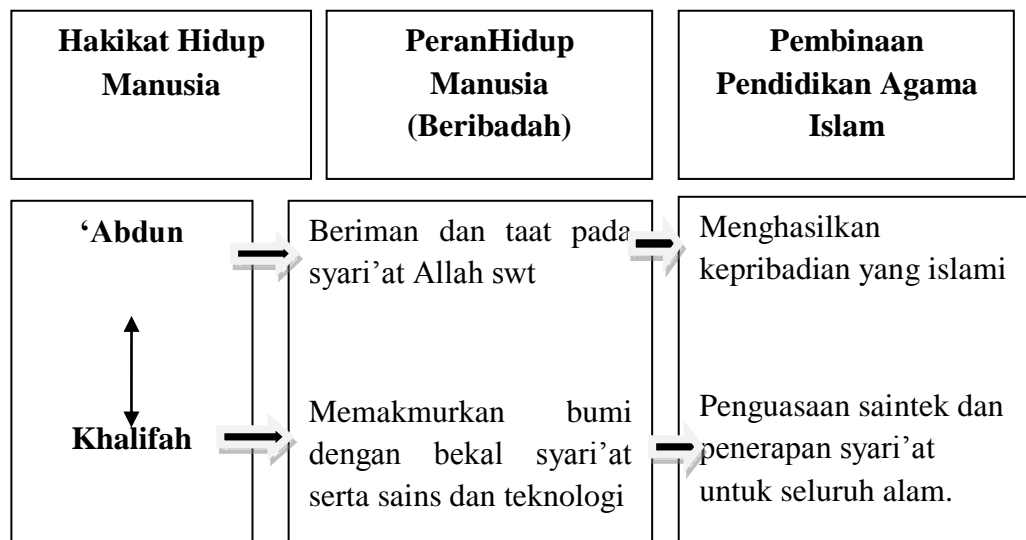 Hakikat Hidup
Manusia
PeranHidup
Manusia
(Beribadah)
Pembinaan
Pendidikan Agama
Islam
‘Abdun
Khalifah
Beriman dan taat pada
syari’at Allah swt
Memakmurkan bumi
dengan bekal syari’at
serta sains dan teknologi
Menghasilkan
kepribadian yang islami
Penguasaan saintek dan
penerapan syari’at
untuk seluruh alam.